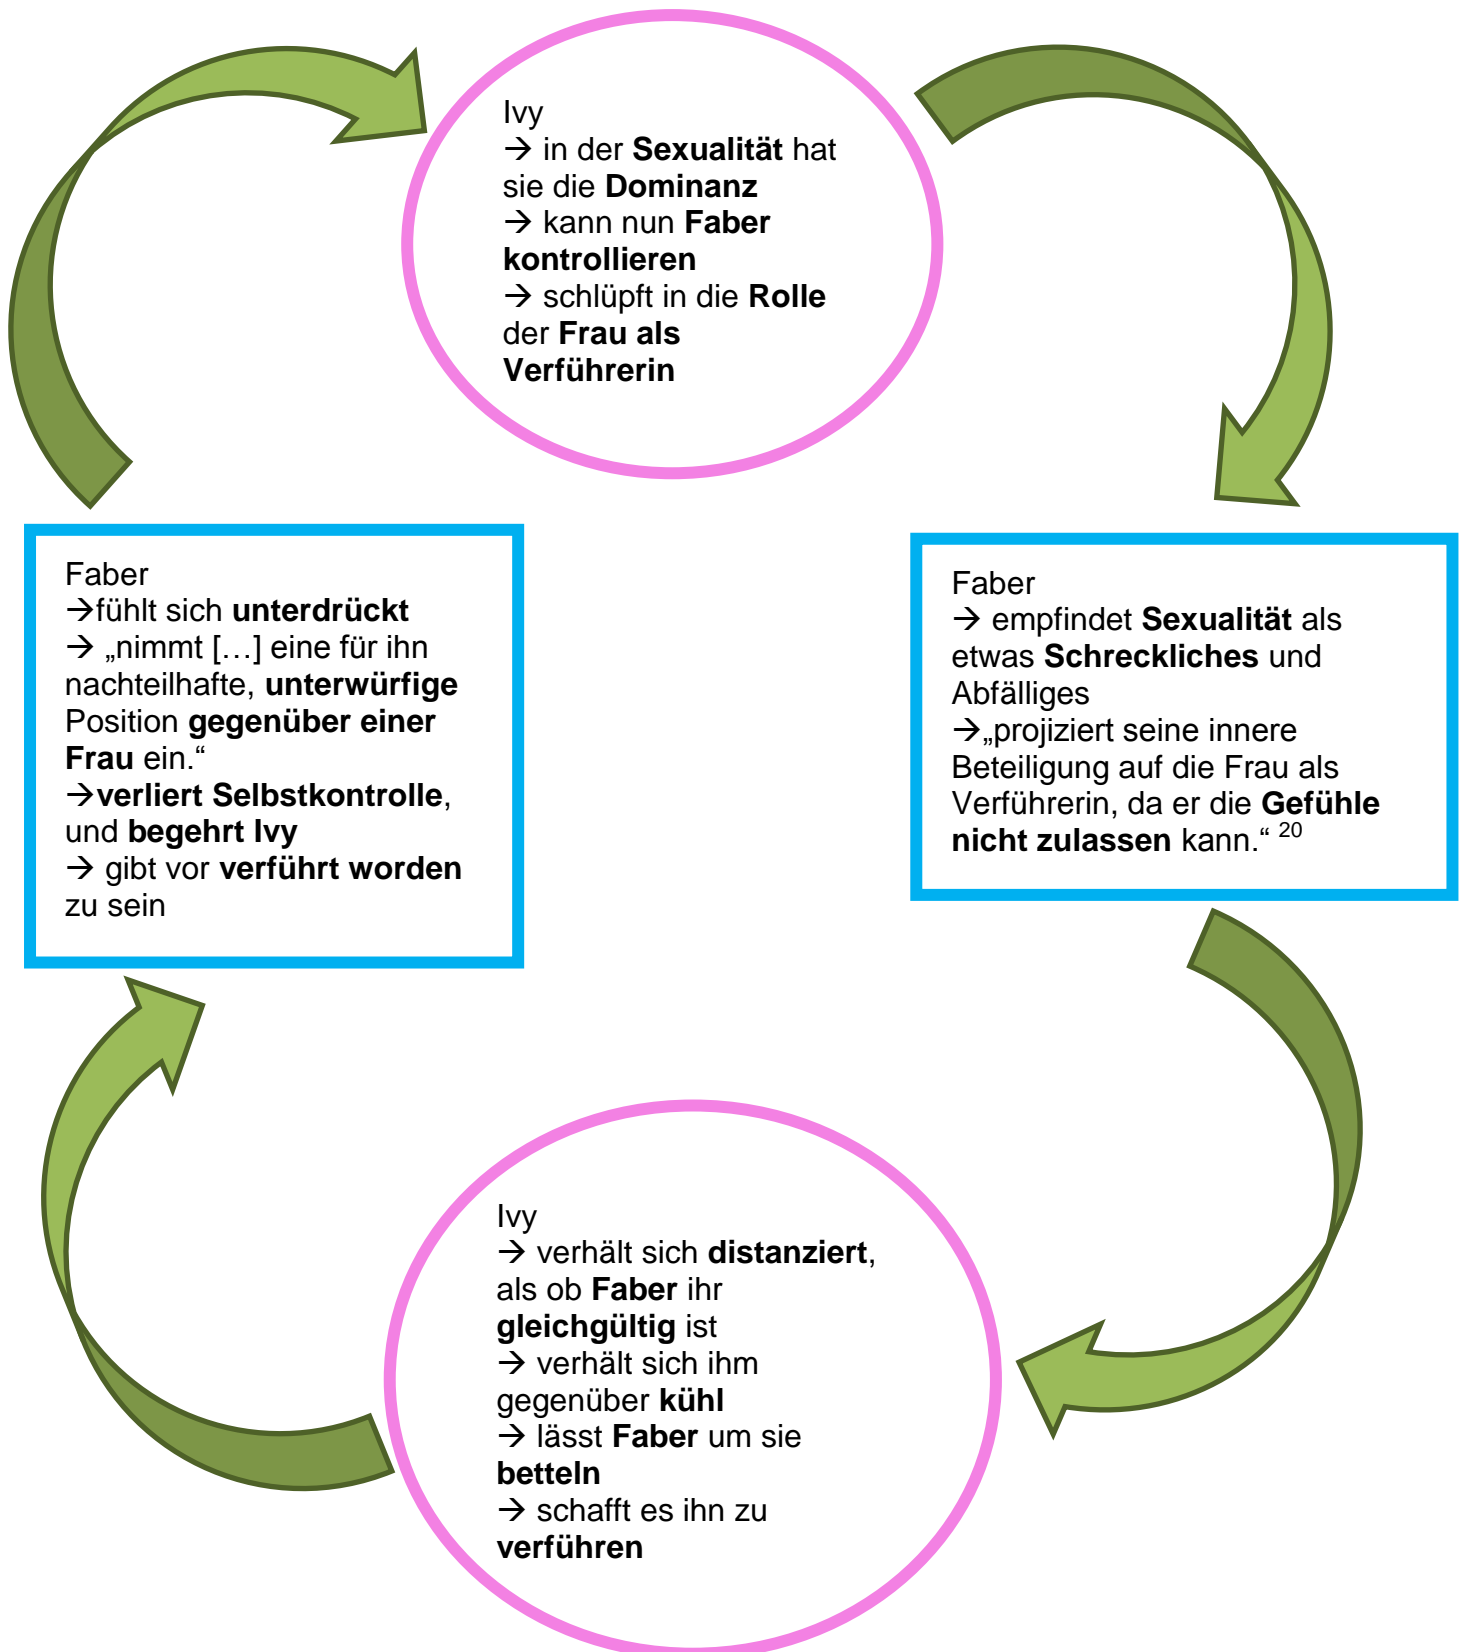 Ivy
→ in der Sexualität hat
sie die Dominanz
→ kann nun Faber
kontrollieren
→ schlüpft in die Rolle
der Frau als
Verführerin
Faber
→fühlt sich unterdrückt
→ „nimmt […] eine für ihn
nachteilhafte, unterwürfige
Position gegenüber einer
Frau ein.“
→verliert Selbstkontrolle,
und begehrt Ivy
→ gibt vor verführt worden
zu sein
Faber
→ empfindet Sexualität als
etwas Schreckliches und
Abfälliges
→„projiziert seine innere
Beteiligung auf die Frau als
Verführerin, da er die Gefühle
nicht zulassen kann.“ 20
Ivy
→ verhält sich distanziert,
als ob Faber ihr
gleichgültig ist
→ verhält sich ihm
gegenüber kühl
→ lässt Faber um sie
betteln
→ schafft es ihn zu
verführen